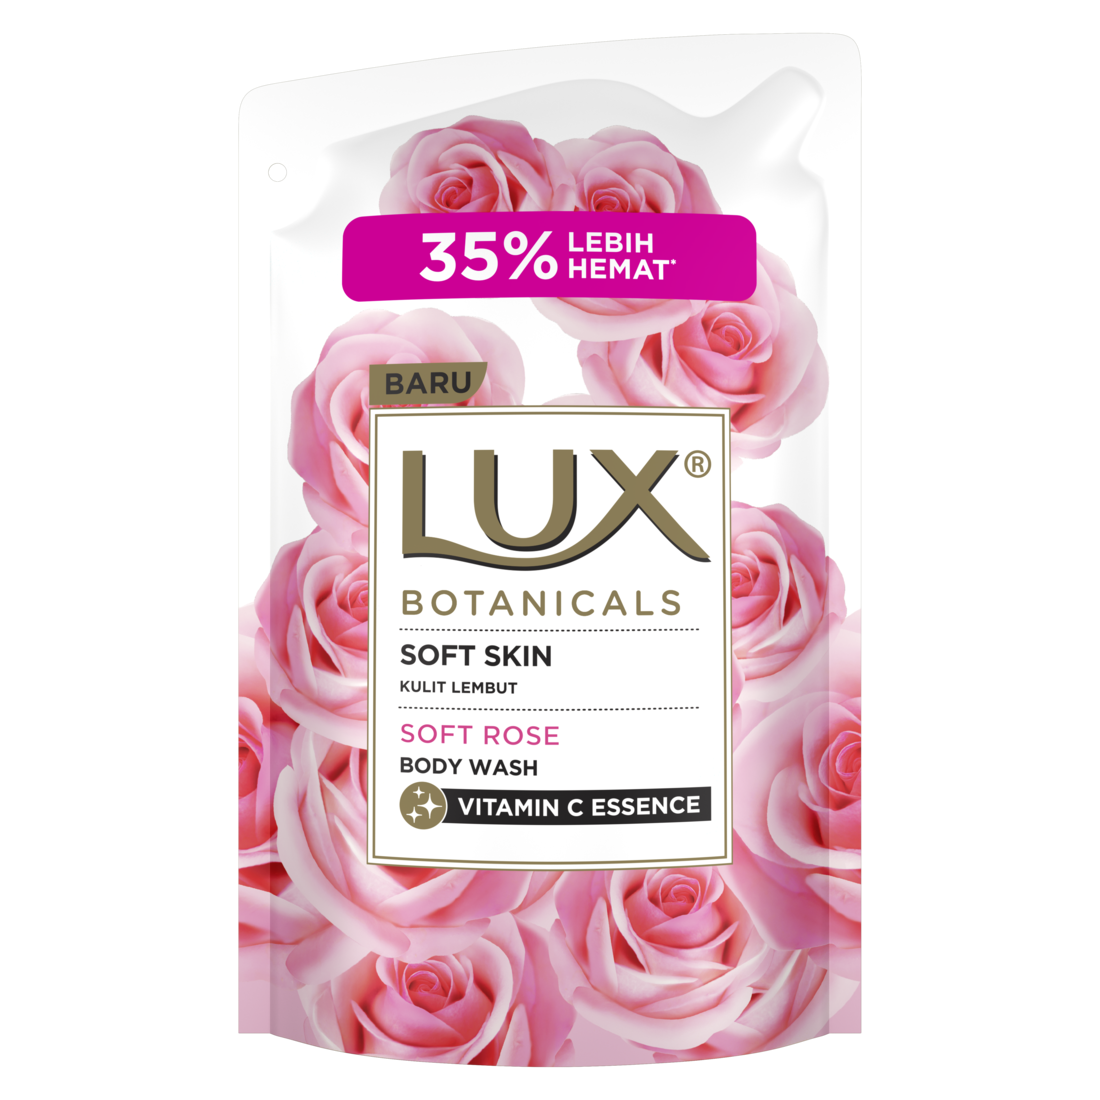 35% LEBIH
HEMAT*
BARU
LUX®
BOTANICALS
SOFT SKIN
KULIT LEMBUT
SOFT ROSE
BODY WASH
VITAMIN C ESSENCE